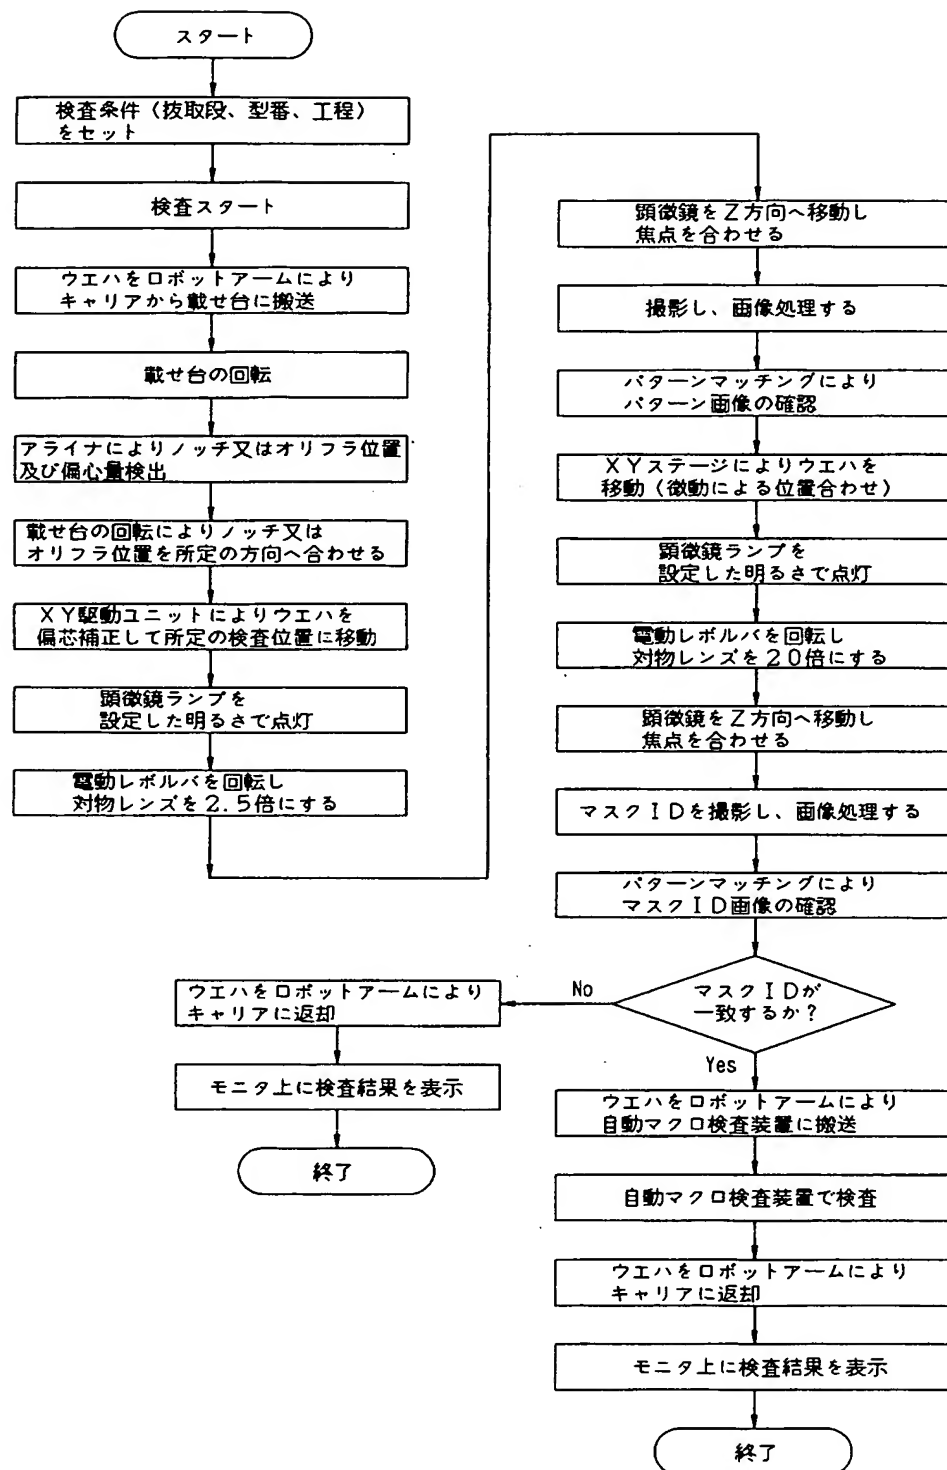 スタート
検査条件(抜取段、型番、工程)
をセット
検査スタート
ウエハをロボットアームにより
キャリアから載せ台に搬送
載せ台の回転
アライナによりノッチ又はオリフラ位置
及び偏心量検出
載せ台の回転によりノッチ又は
オリフラ位置を所定の方向へ合わせる
XY駆動ユニットによりウエハを
偏芯補正して所定の検査位置に移動
顕微鏡ランプを
設定した明るさで点灯
電動レボルバを回転し
対物レンズを2.5倍にする
顕微鏡をZ方向へ移動し
焦点を合わせる
撮影し、画像処理する
パターンマッチングにより
パターン画像の確認
XYステージによりウエハを
移動(微動による位置合わせ)
顕微鏡ランプを
設定した明るさで点灯
電動レボルバを回転し
対物レンズを20倍にする
顕微鏡をZ方向へ移動し
焦点を合わせる
マスクIDを撮影し、画像処理する
パターンマッチングにより
マスクID画像の確認
マスクIDが
一致するか?
No
ウエハをロボットアームにより
キャリアに返却
モニタ上に検査結果を表示
終了
Yes
ウエハをロボットアームにより
自動マクロ検査装置に搬送
自動マクロ検査装置で検査
ウエハをロボットアームにより
キャリアに返却
モニタ上に検査結果を表示
終了